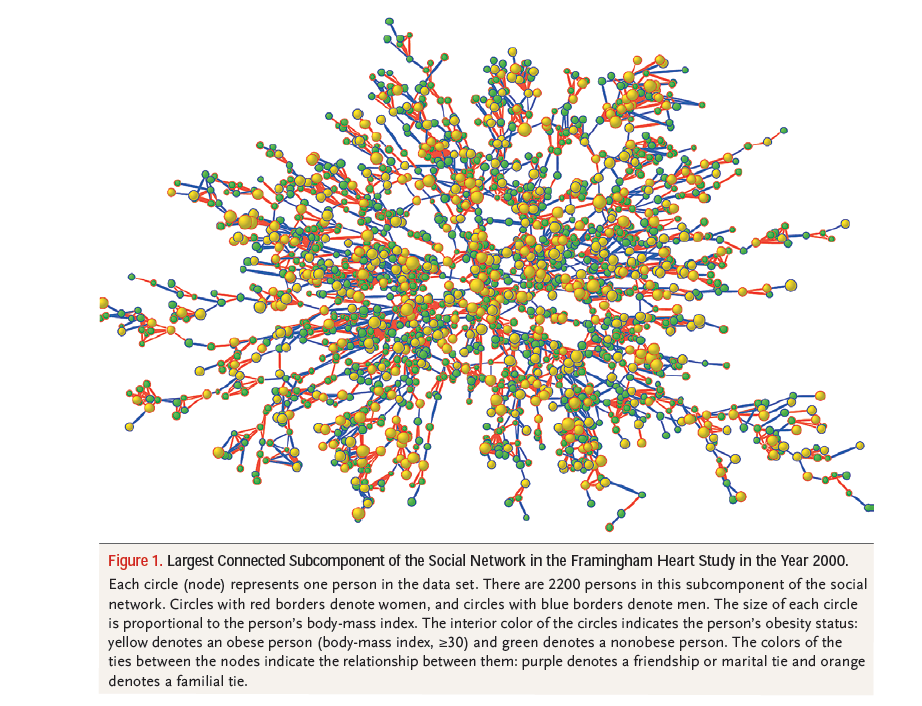 Figure 1. Largest Connected Subcomponent of the Social Network in the Framingham Heart Study in the Year 2000.
Each circle (node) represents one person in the data set. There are 2200 persons in this subcomponent of the social
network. Circles with red borders denote women, and circles with blue borders denote men. The size of each circle
is proportional to the person's body-mass index. The interior color of the circles indicates the person's obesity status:
yellow denotes an obese person (body-mass index, ≥30) and green denotes a nonobese person. The colors of the
ties between the nodes indicate the relationship between them: purple denotes a friendship or marital tie and orange
denotes a familial tie.